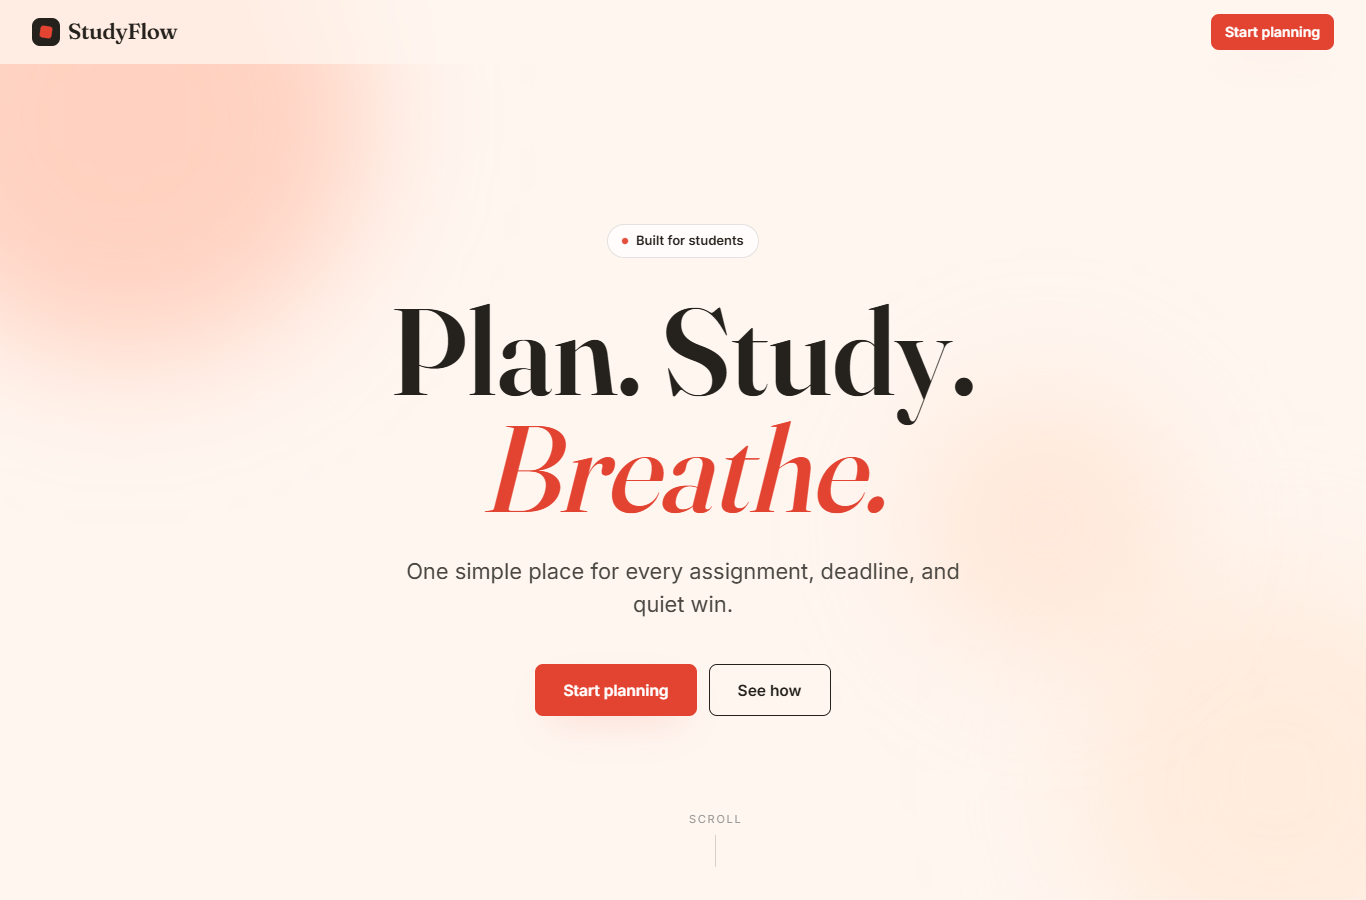 StudyFlow
Start planning
Built for students
Plan. Study.
Breathe.
One simple place for every assignment, deadline, and
quiet win.
Start planning
See how
SCROLL